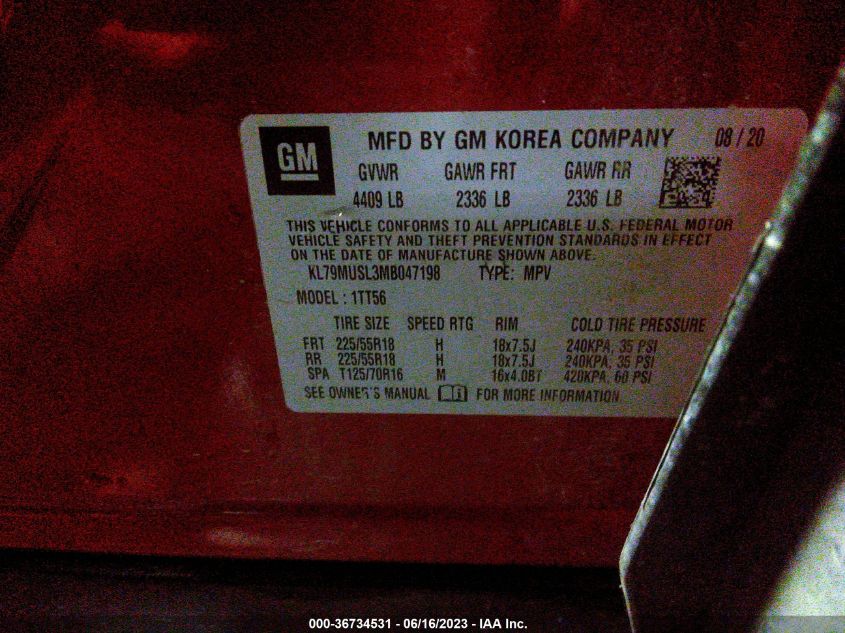 GM
MFD BY GM KOREA COMPANY 08 / 20
GVWR GAWR FRT GAWR RR
4409 LB 2336 LB 2336 LB
THIS VEHICLE CONFORMS TO ALL APPLICABLE U.S. FEDERAL MOTOR
VEHICLE SAFETY AND THEFT PREVENTION STANDARDS IN EFFECT
ON THE DATE OF MANUFACTURE SHOWN ABOVE.
KL79MUSL3MB047198 TYPE: MPV
MODEL : 1TT56
TIRE SIZE SPEED RTG RIM COLD TIRE PRESSURE
FRT 225/55R18 H 18x7.5J 240KPA, 35 PSI
RR 225/55R18 H 18x7.5J 240KPA, 35 PSI
SPA T125/70R16 M 16x4.0BT 420KPA, 60 PSI
SEE OWNER'S MANUAL FOR MORE INFORMATION
000-36734531 - 06/16/2023 - IAA Inc.